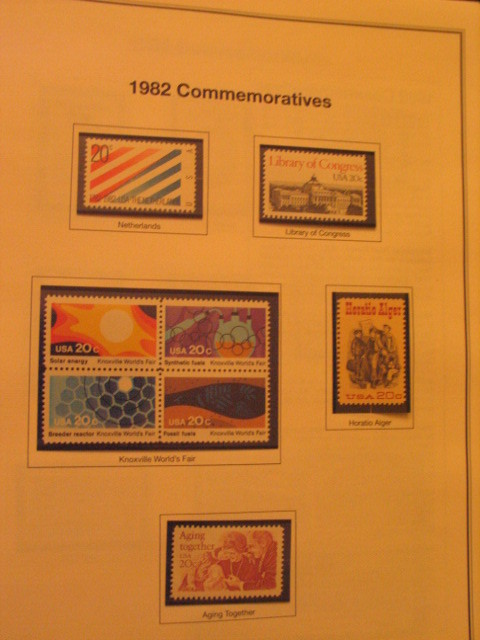 1982 Commemoratives
20
Netherlands
Library of Congress
USA 20c
Library of Congress
USA 20c
Solar energy Knoxville World's Fair
USA 20c
Synthetic fuels Knoxville World's Fair
USA 20c
Breeder reactor Knoxville World's Fair
USA 20c
Fossil fuels Knoxville World's Fair
Knoxville World's Fair
Horatio Alger
USA 20c
Horatio Alger
Aging
together
USA
20c
Aging Together